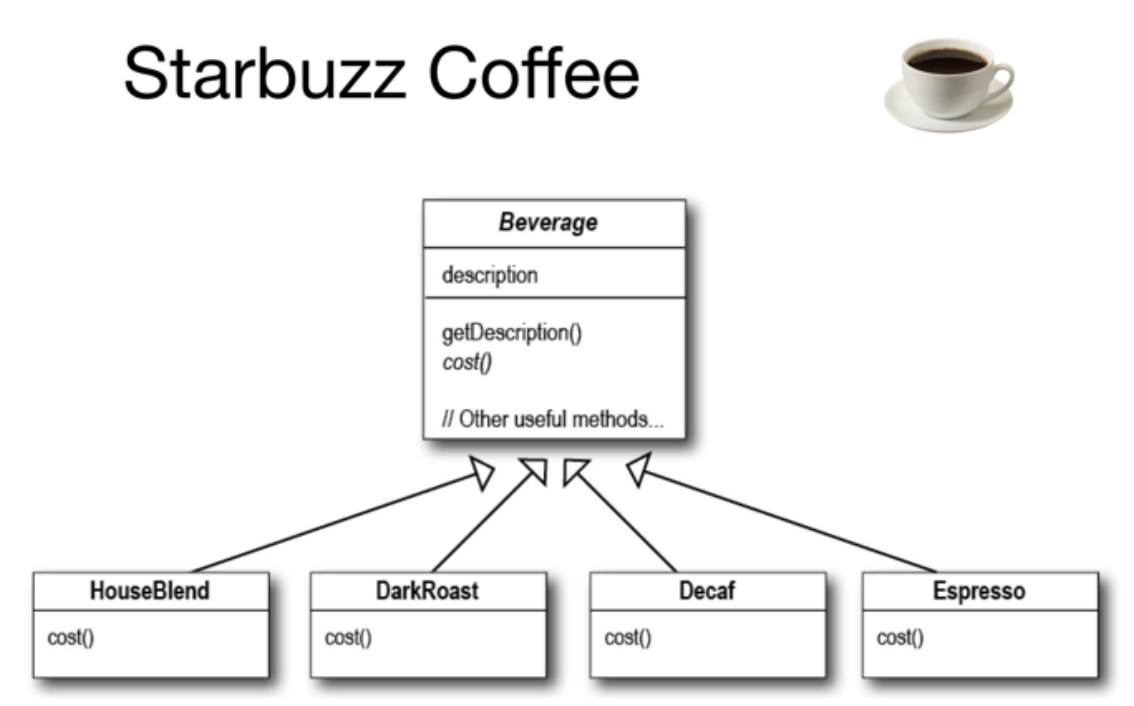 Starbuzz Coffee
Beverage
description
getDescription()
cost()
// Other useful methods...
HouseBlend
cost()
DarkRoast
cost()
Decaf
cost()
Espresso
cost()